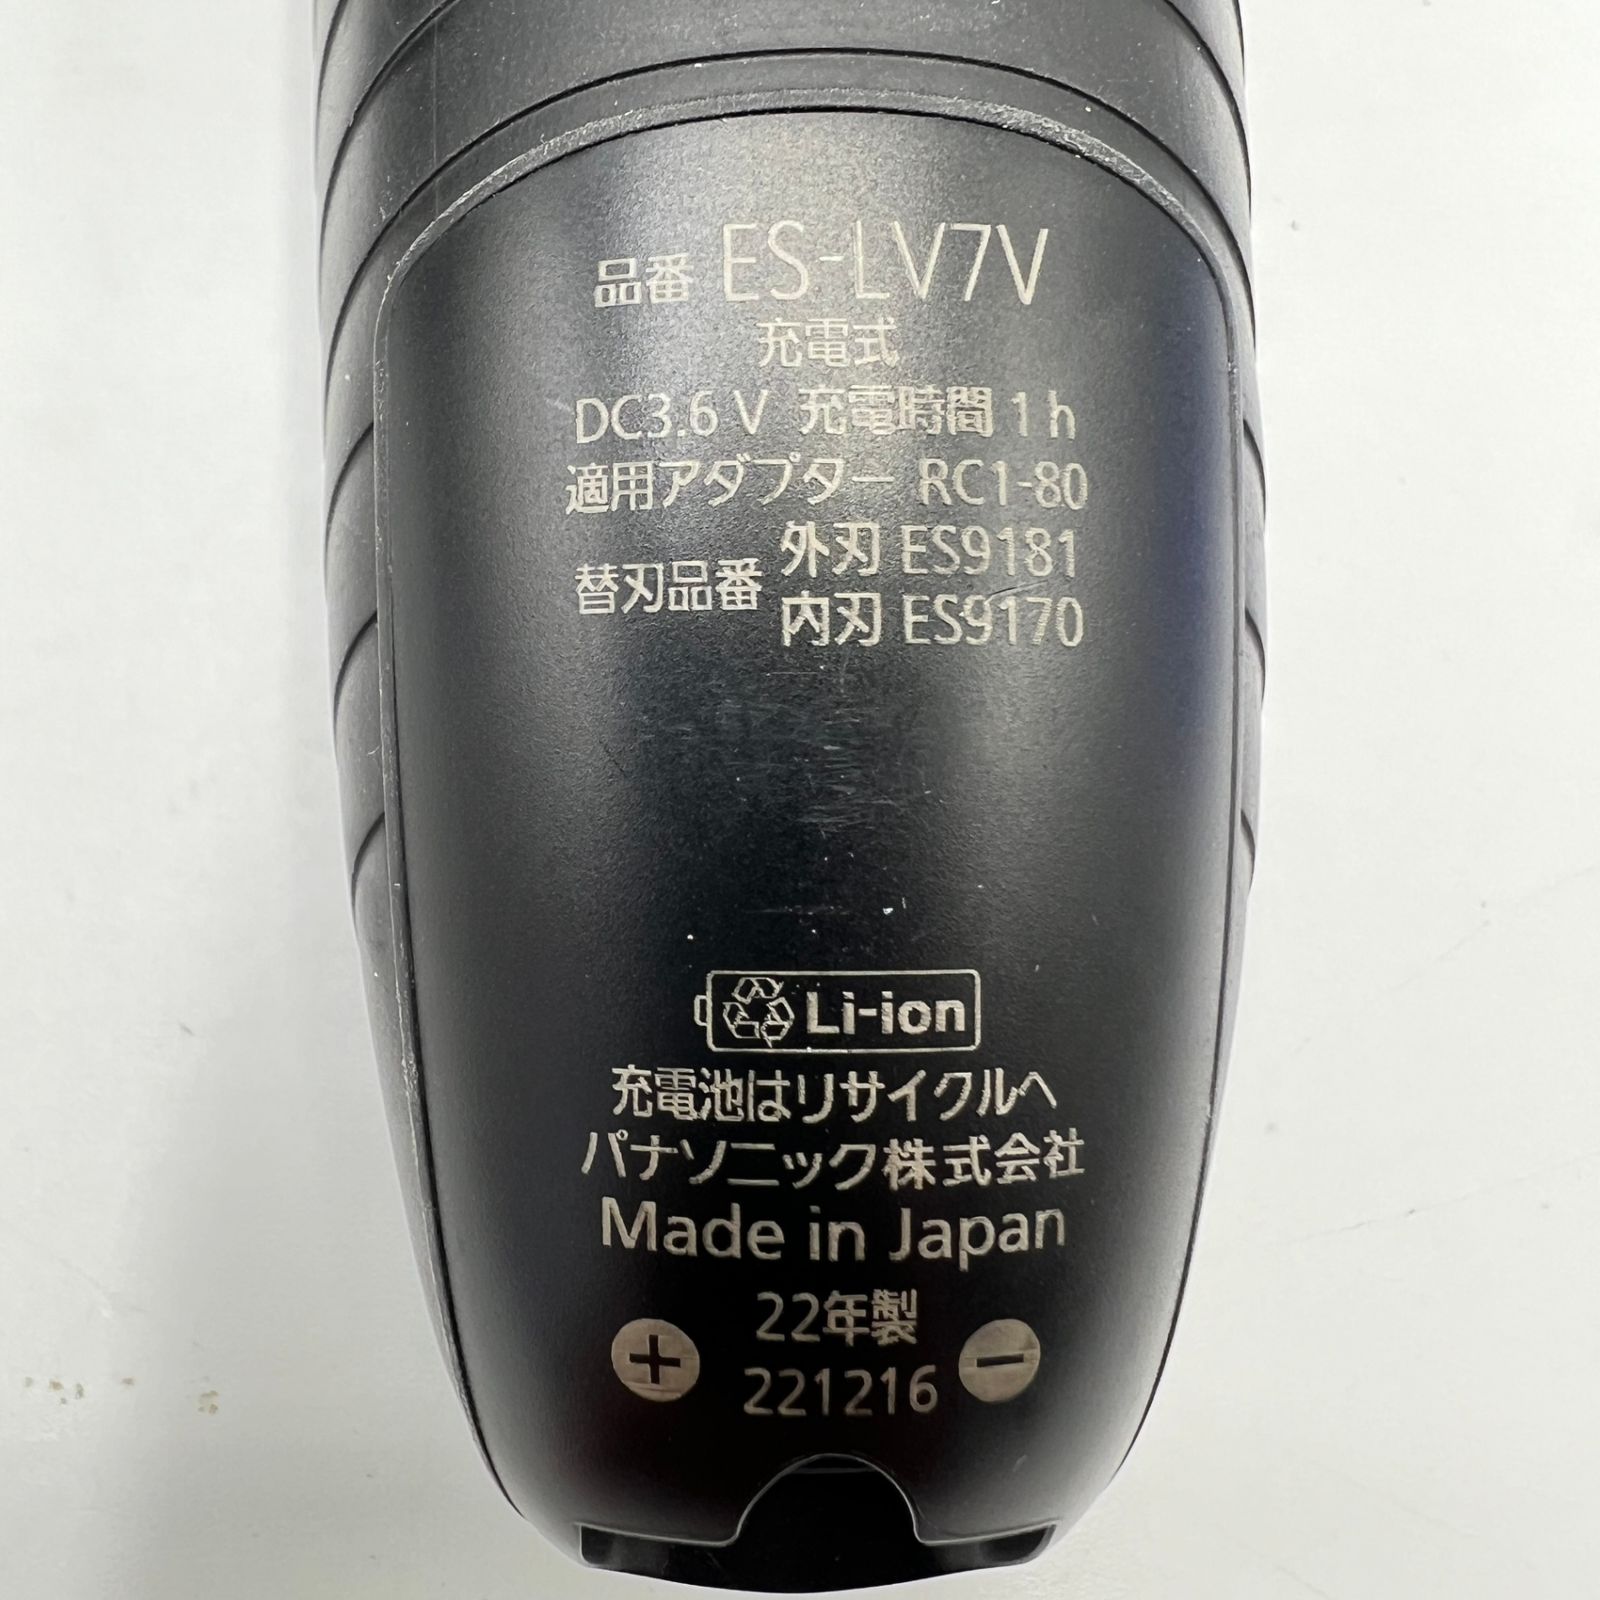 品番 ES-LV7V
充電式
DC3.6 V 充電時間 1 h
適用アダプター RC1-80
替刃品番 外刃 ES9181
内刃 ES9170
Li-ion
充電池はリサイクルへ
パナソニック株式会社
Made in Japan
22年製
+ 221216 −